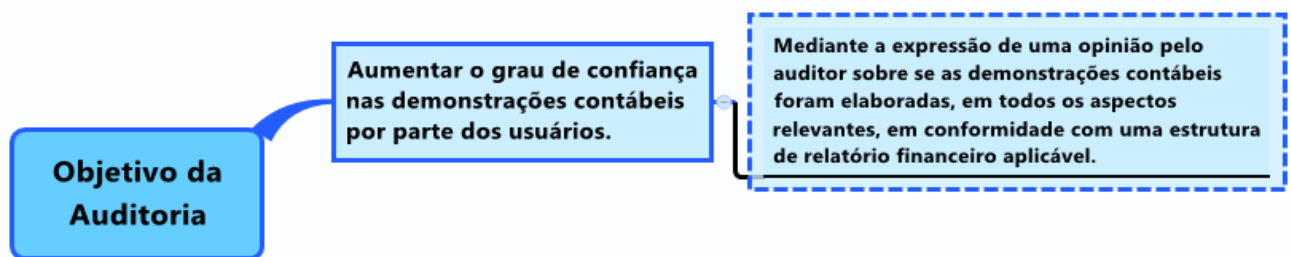 Objetivo da
Auditoria
Aumentar o grau de confiança
nas demonstrações contábeis
por parte dos usuários.
Mediante a expressão de uma opinião pelo
auditor sobre se as demonstrações contábeis
foram elaboradas, em todos os aspectos
relevantes, em conformidade com uma estrutura
de relatório financeiro aplicável.